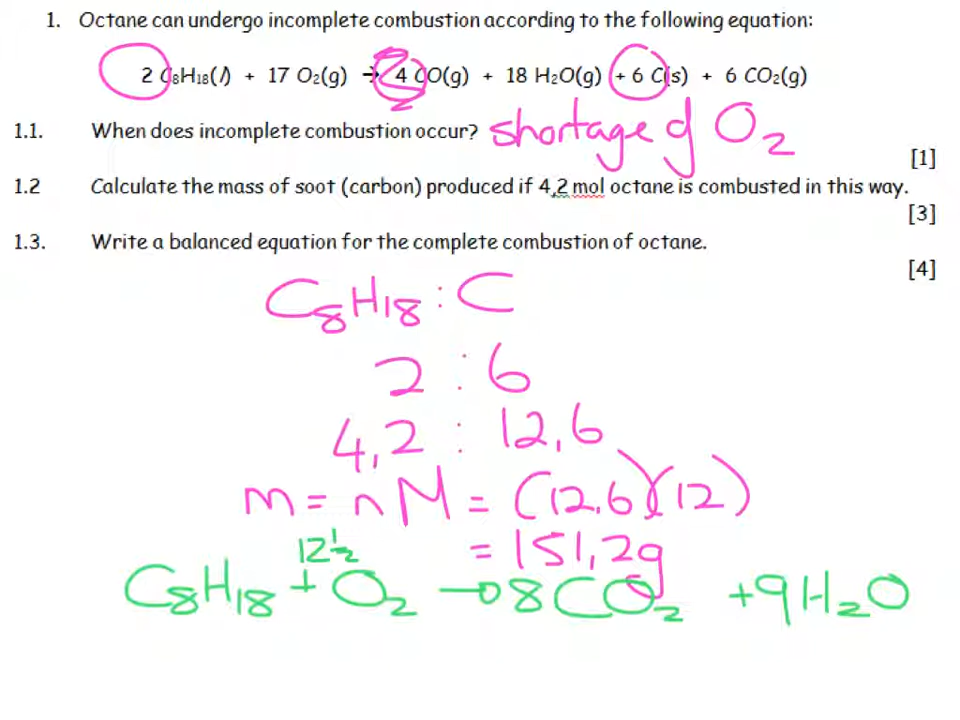 1. Octane can undergo incomplete combustion according to the following equation:
2 C₈H₁₈(l) + 17 O₂(g) → 4 CO(g) + 18 H₂O(g) + 6 C(s) + 6 CO₂(g)
1.1. When does incomplete combustion occur? shortage of O₂
[1]
1.2 Calculate the mass of soot (carbon) produced if 4,2 mol octane is combusted in this way.
[3]
1.3. Write a balanced equation for the complete combustion of octane.
[4]
C₈H₁₈ : C
2 : 6
4,2 : 12,6
m = nM = (12,6)(12)
= 151,2g
12½
C₈H₁₈ + O₂ → 8CO₂ + 9H₂O